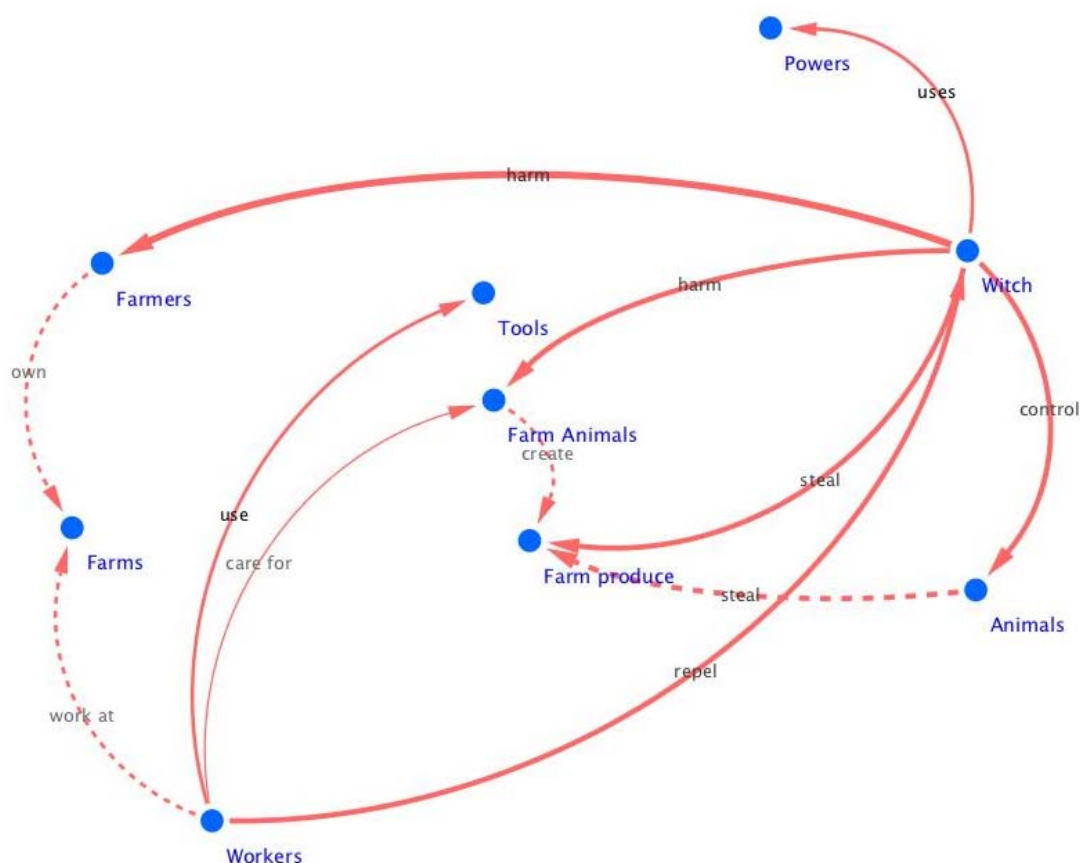 Powers
uses
harm
Witch
harm
Farmers
Tools
own
control
Farm Animals
create
steal
use
care for
Farms
Farm produce
steal
Animals
repel
work at
Workers